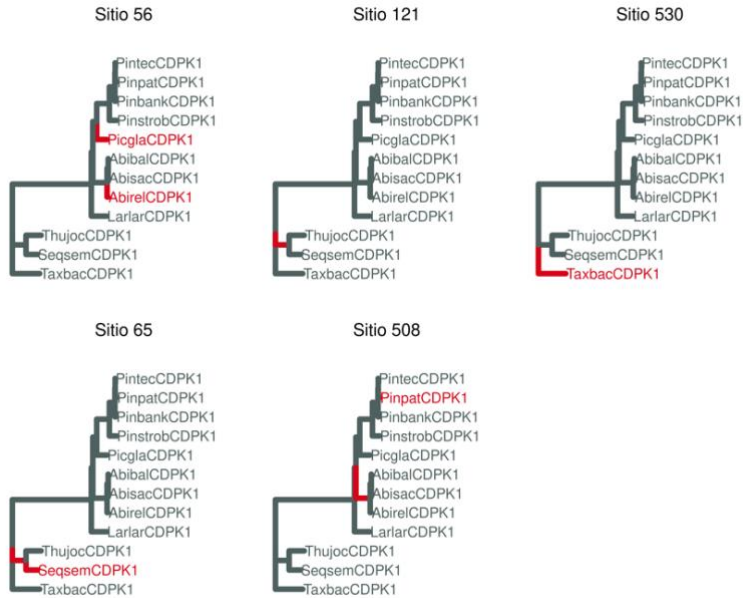 Sitio 56
PintecCDPK1
PinpatCDPK1
PinbankCDPK1
PinstrobCDPK1
PicglaCDPK1
AbibalCDPK1
AbisacCDPK1
AbirelCDPK1
LarlarCDPK1
ThujocCDPK1
SeqsemCDPK1
TaxbacCDPK1
Sitio 121
PintecCDPK1
PinpatCDPK1
PinbankCDPK1
PinstrobCDPK1
PicglaCDPK1
AbibalCDPK1
AbisacCDPK1
AbirelCDPK1
LarlarCDPK1
ThujocCDPK1
SeqsemCDPK1
TaxbacCDPK1
Sitio 530
PintecCDPK1
PinpatCDPK1
PinbankCDPK1
PinstrobCDPK1
PicglaCDPK1
AbibalCDPK1
AbisacCDPK1
AbirelCDPK1
LarlarCDPK1
ThujocCDPK1
SeqsemCDPK1
TaxbacCDPK1
Sitio 65
PintecCDPK1
PinpatCDPK1
PinbankCDPK1
PinstrobCDPK1
PicglaCDPK1
AbibalCDPK1
AbisacCDPK1
AbirelCDPK1
LarlarCDPK1
ThujocCDPK1
SeqsemCDPK1
TaxbacCDPK1
Sitio 508
PintecCDPK1
PinpatCDPK1
PinbankCDPK1
PinstrobCDPK1
PicglaCDPK1
AbibalCDPK1
AbisacCDPK1
AbirelCDPK1
LarlarCDPK1
ThujocCDPK1
SeqsemCDPK1
TaxbacCDPK1